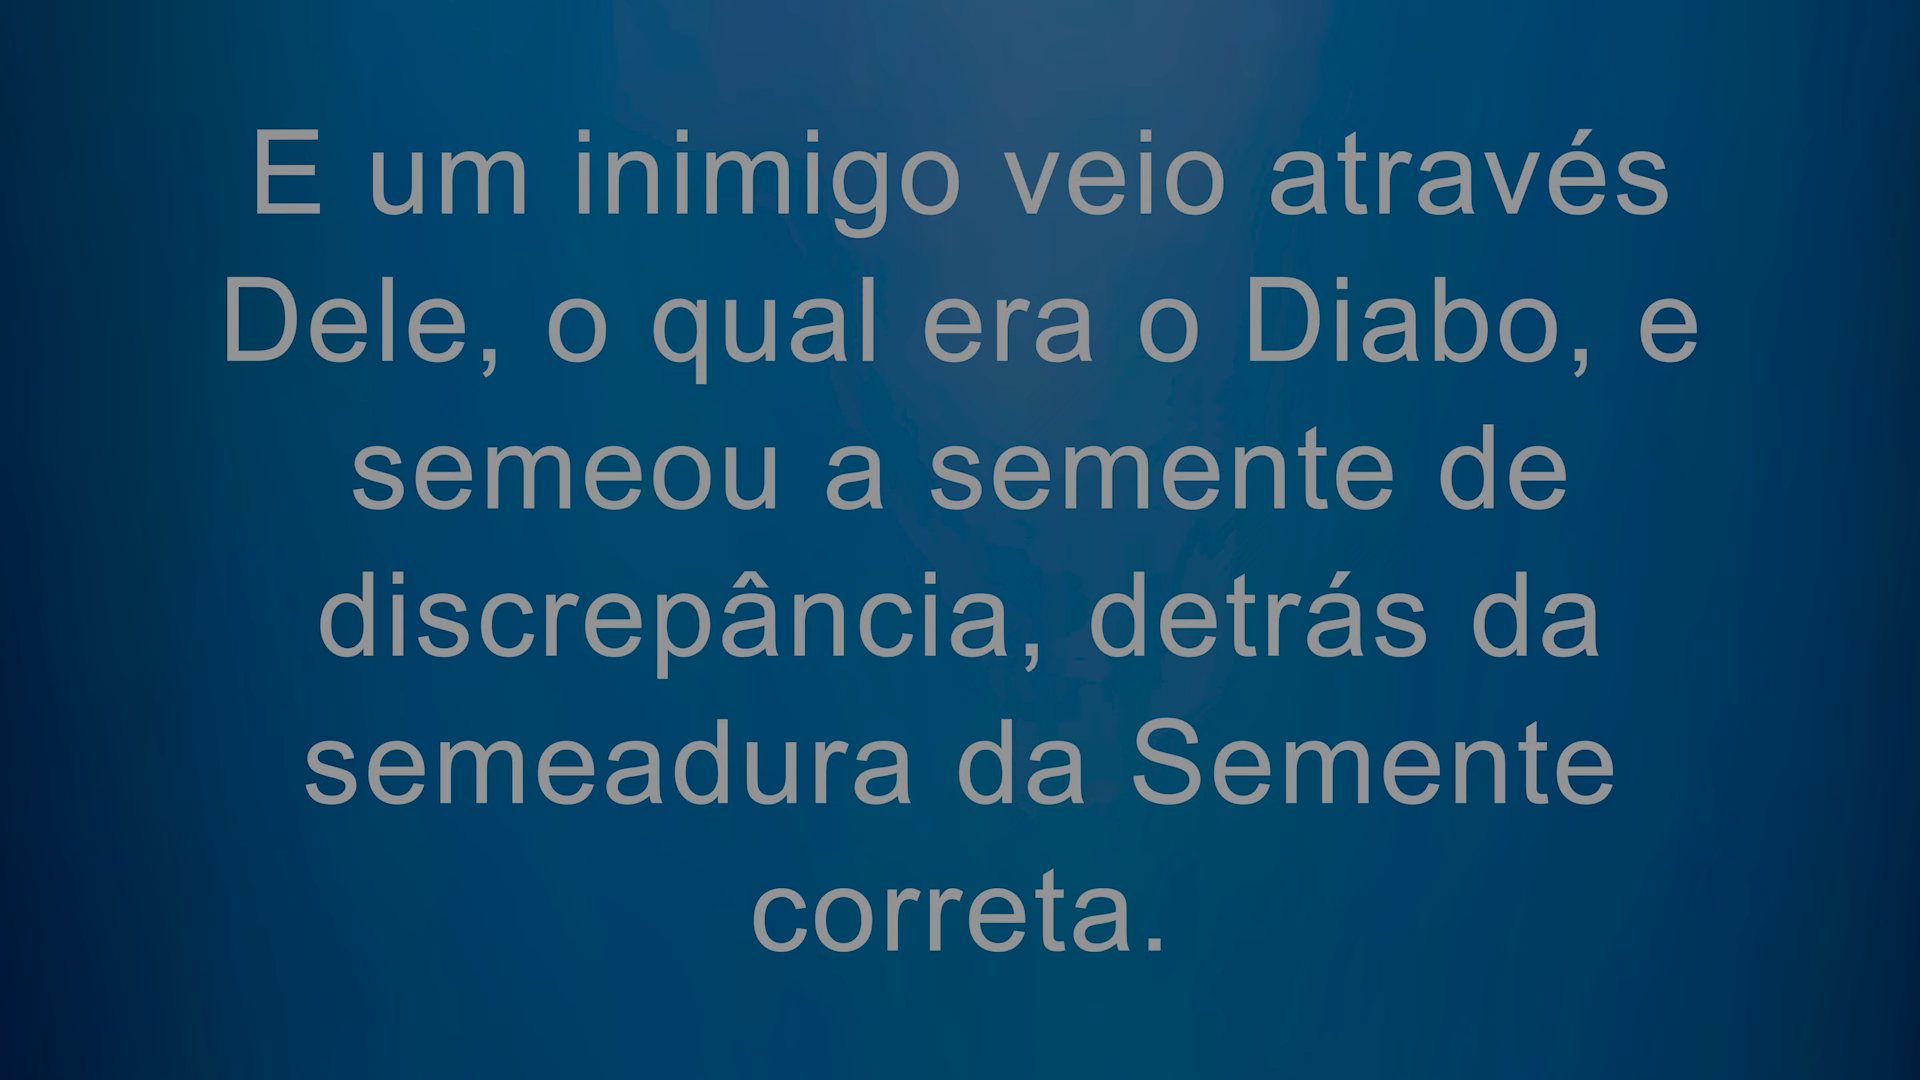 E um inimigo veio através
Dele, o qual era o Diabo, e
semeou a semente de
discrepância, detrás da
semeadura da Semente
correta.